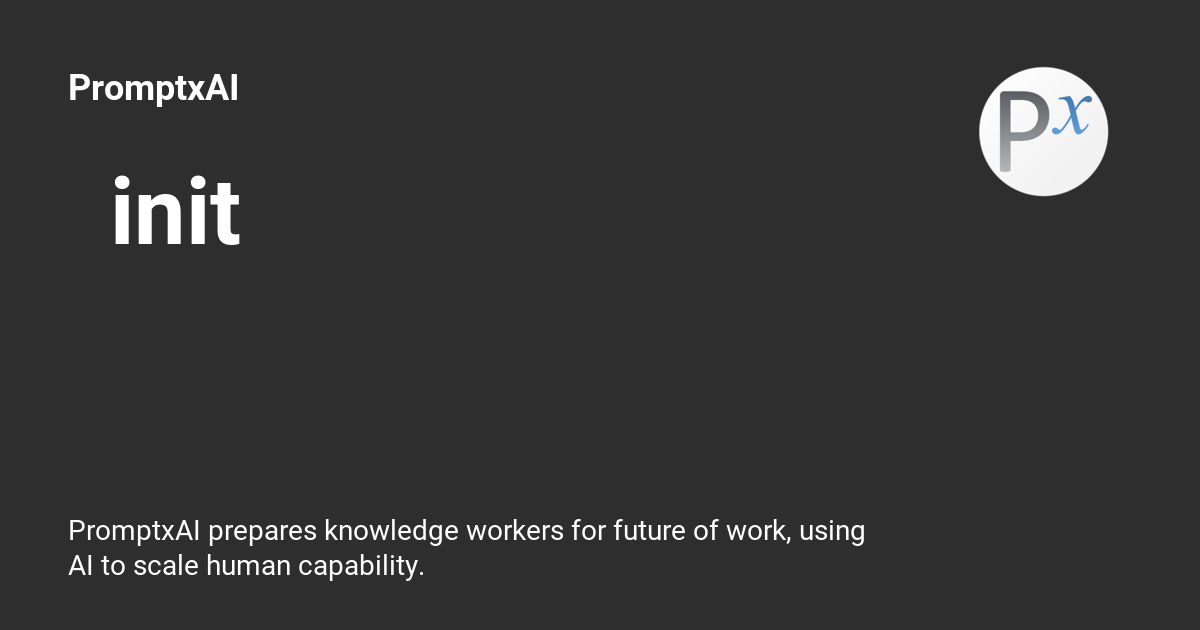 PromptxAI
Px
init
PromptxAI prepares knowledge workers for future of work, using
AI to scale human capability.